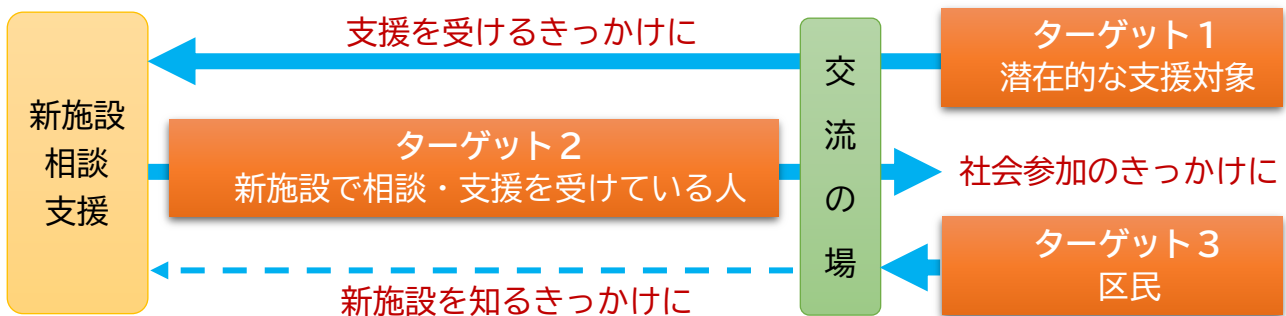 支援を受けるきっかけに
ターゲット１
潜在的な支援対象
新施設
相談
支援
ターゲット２
新施設で相談・支援を受けている人
交流の場
社会参加のきっかけに
ターゲット３
区民
新施設を知るきっかけに